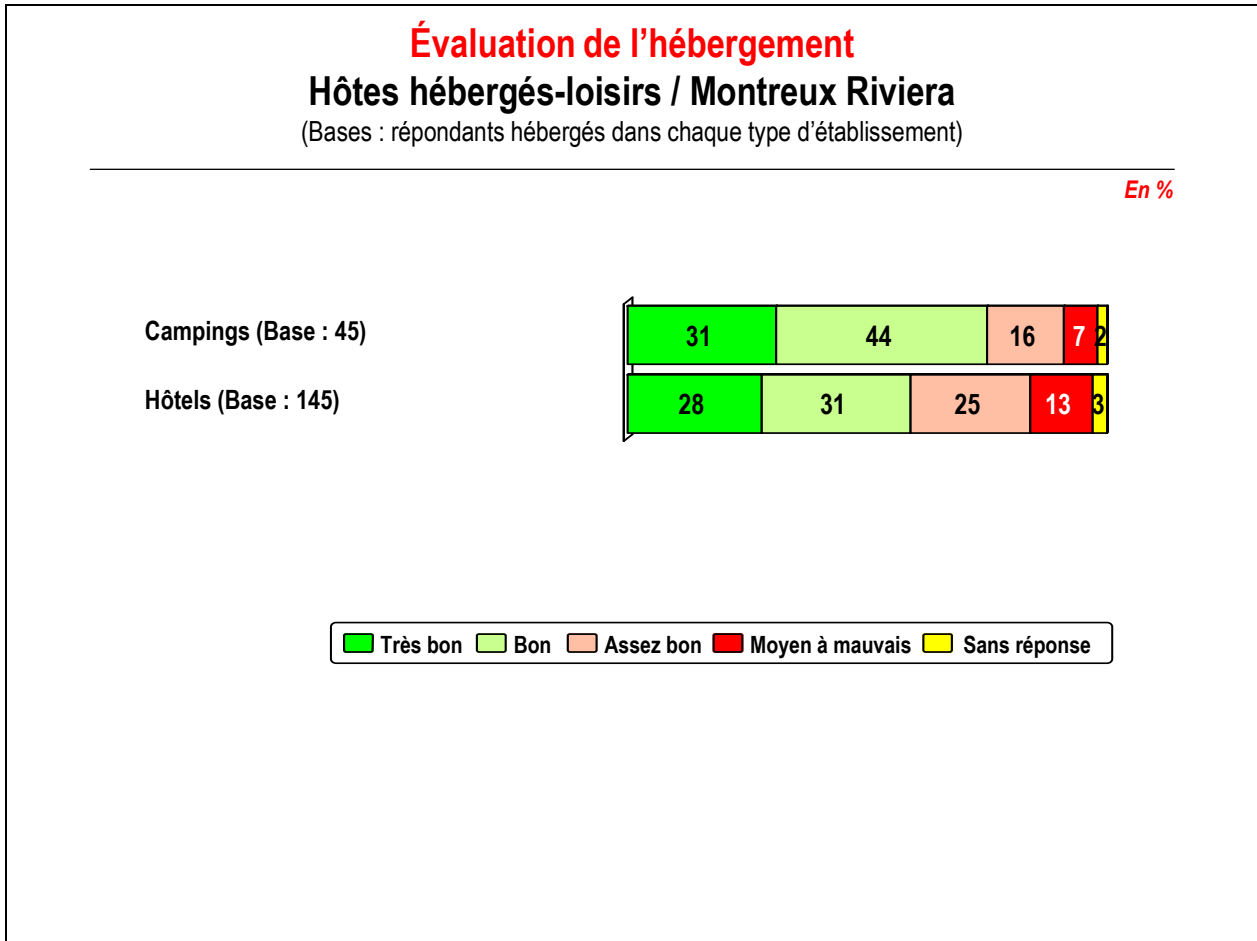 Évaluation de l’hébergement
Hôtes hébergés-loisirs / Montreux Riviera
(Bases : répondants hébergés dans chaque type d’établissement)
En %
Campings (Base : 45) 31 44 16 7 2
Hôtels (Base : 145) 28 31 25 13 3
Très bon Bon Assez bon Moyen à mauvais Sans réponse